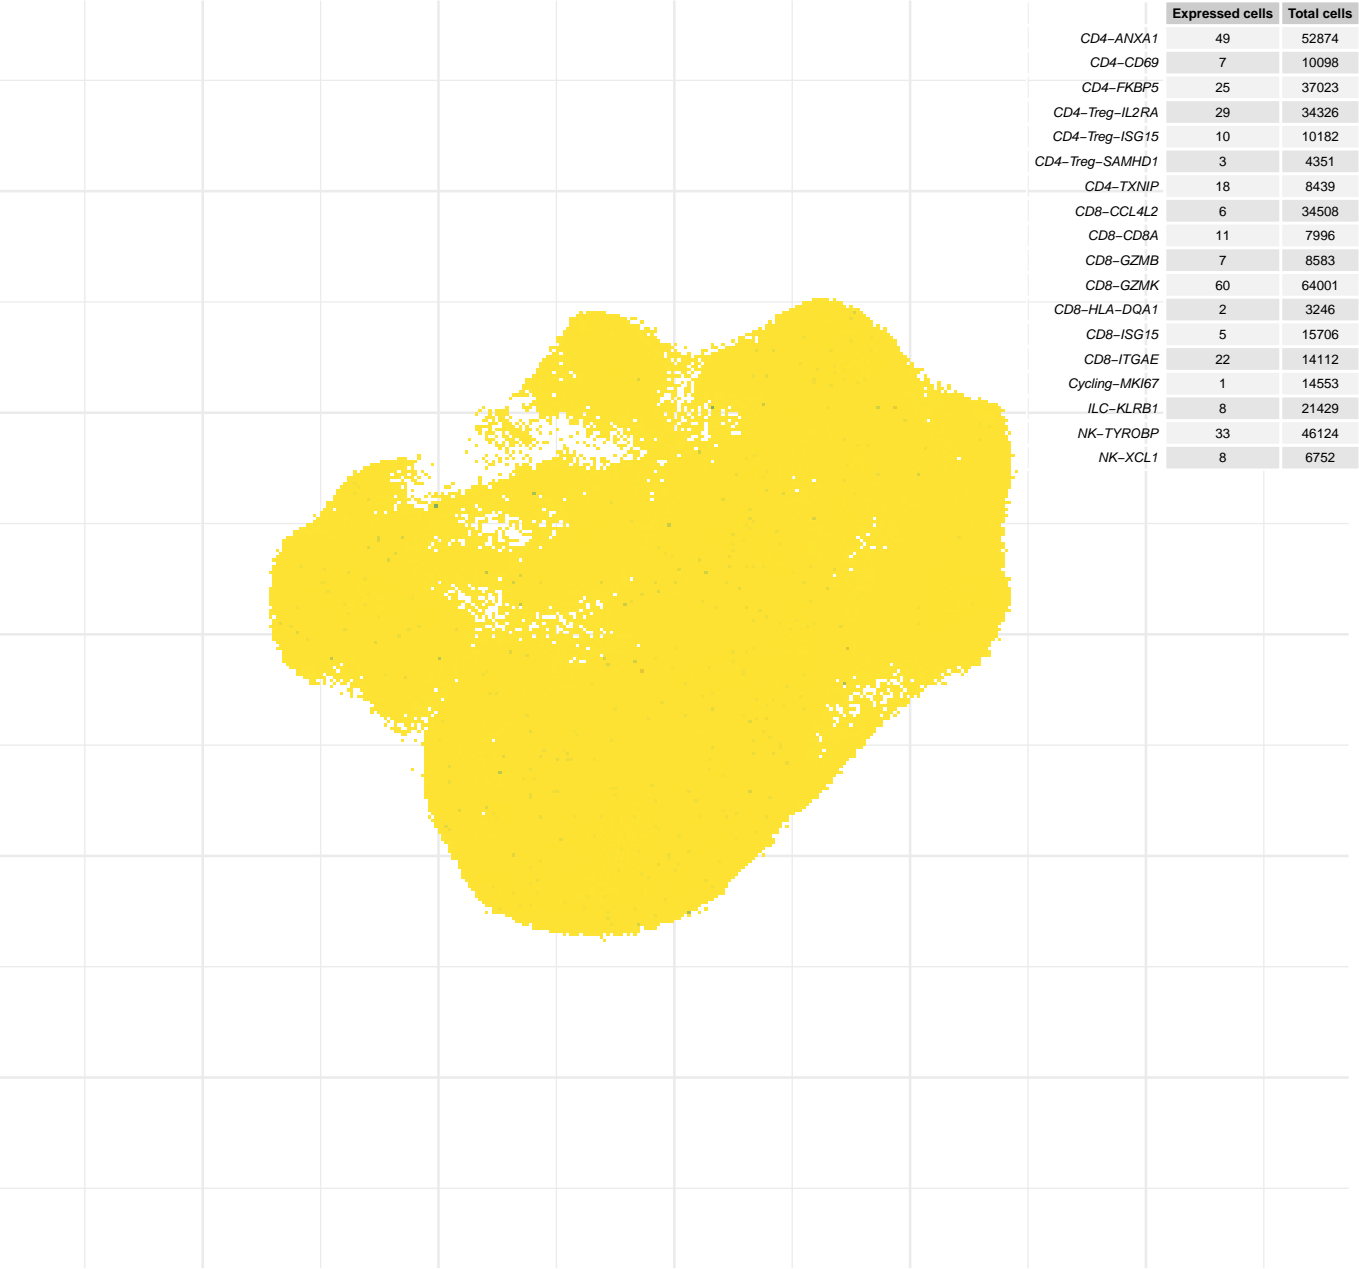 Expressed cells Total cells
CD4−ANXA1 49 52874
CD4−CD69 7 10098
CD4−FKBP5 25 37023
CD4−Treg−IL2RA 29 34326
CD4−Treg−ISG15 10 10182
CD4−Treg−SAMHD1 3 4351
CD4−TXNIP 18 8439
CD8−CCL4L2 6 34508
CD8−CD8A 11 7996
CD8−GZMB 7 8583
CD8−GZMK 60 64001
CD8−HLA−DQA1 2 3246
CD8−ISG15 5 15706
CD8−ITGAE 22 14112
Cycling−MKI67 1 14553
ILC−KLRB1 8 21429
NK−TYROBP 33 46124
NK−XCL1 8 6752